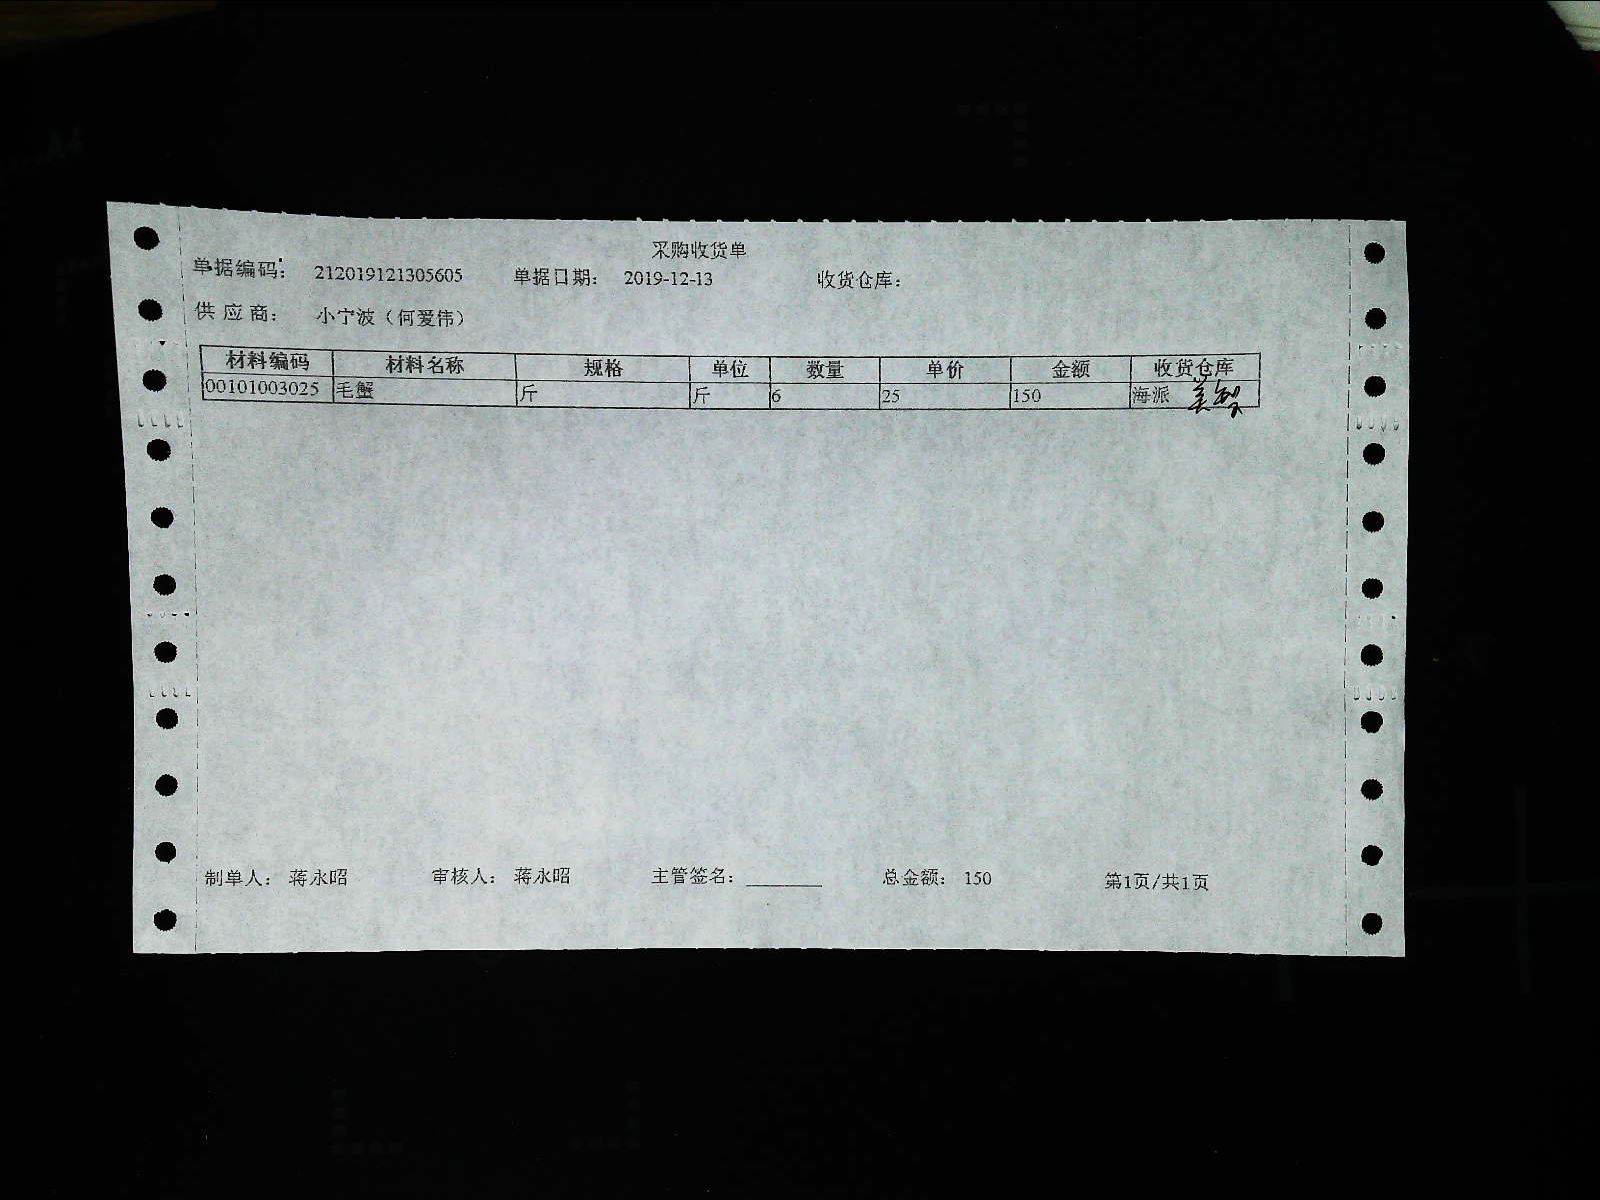 采购收货单
单据编码： 212019121305605 单据日期： 2019-12-13 收货仓库：
供 应 商： 小宁波（何爱伟）
材料编码 材料名称 规格 单位 数量 单价 金额 收货仓库
00101003025 毛蟹 斤 斤 6 25 150 海派
制单人： 蒋永昭 审核人： 蒋永昭 主管签名：________ 总金额： 150 第1页/共1页